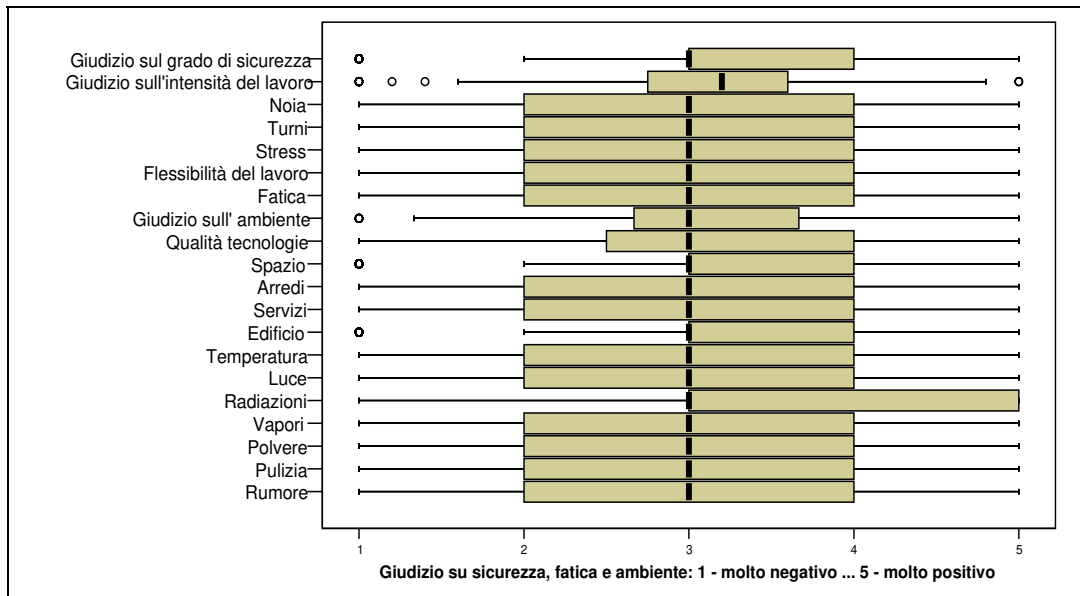 Giudizio sul grado di sicurezza
Giudizio sull'intensità del lavoro
Noia
Turni
Stress
Flessibilità del lavoro
Fatica
Giudizio sull' ambiente
Qualità tecnologie
Spazio
Arredi
Servizi
Edificio
Temperatura
Luce
Radiazioni
Vapori
Polvere
Pulizia
Rumore
1 2 3 4 5
Giudizio su sicurezza, fatica e ambiente: 1 - molto negativo ... 5 - molto positivo